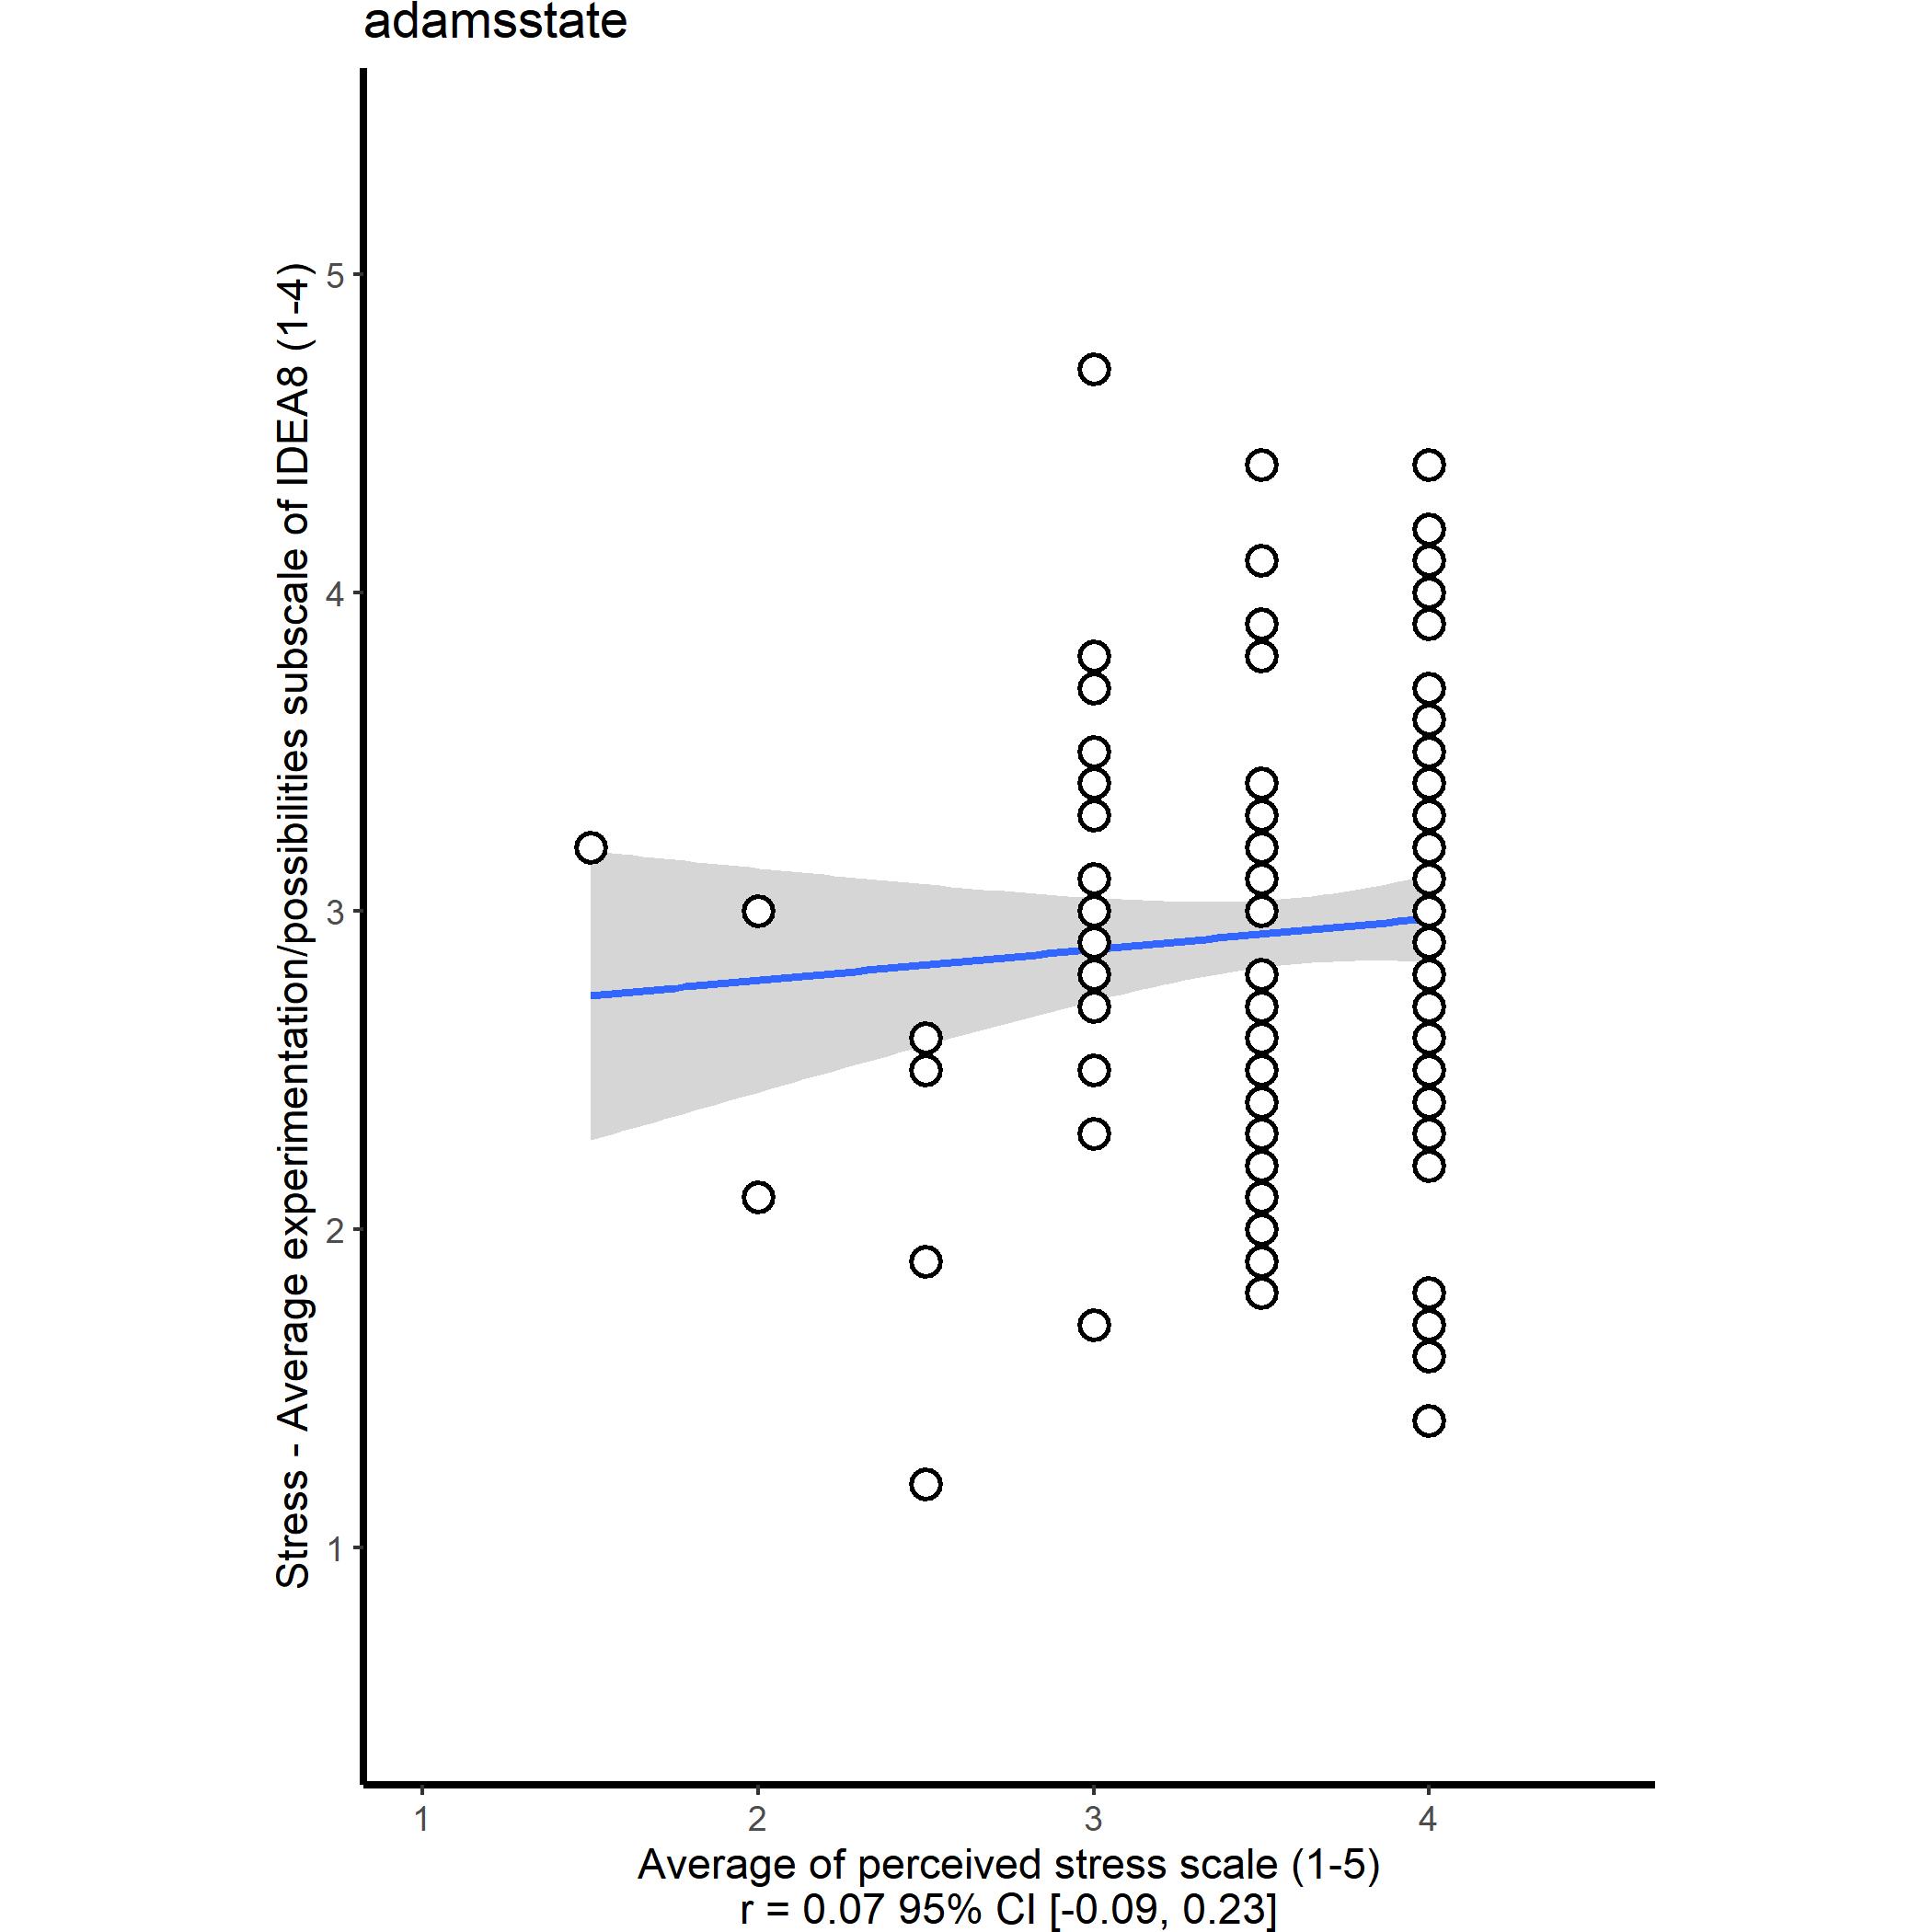 adamsstate
Stress - Average experimentation/possibilities subscale of IDEA8 (1-4)
5
4
3
2
1
1 2 3 4
Average of perceived stress scale (1-5)
r = 0.07 95% CI [-0.09, 0.23]